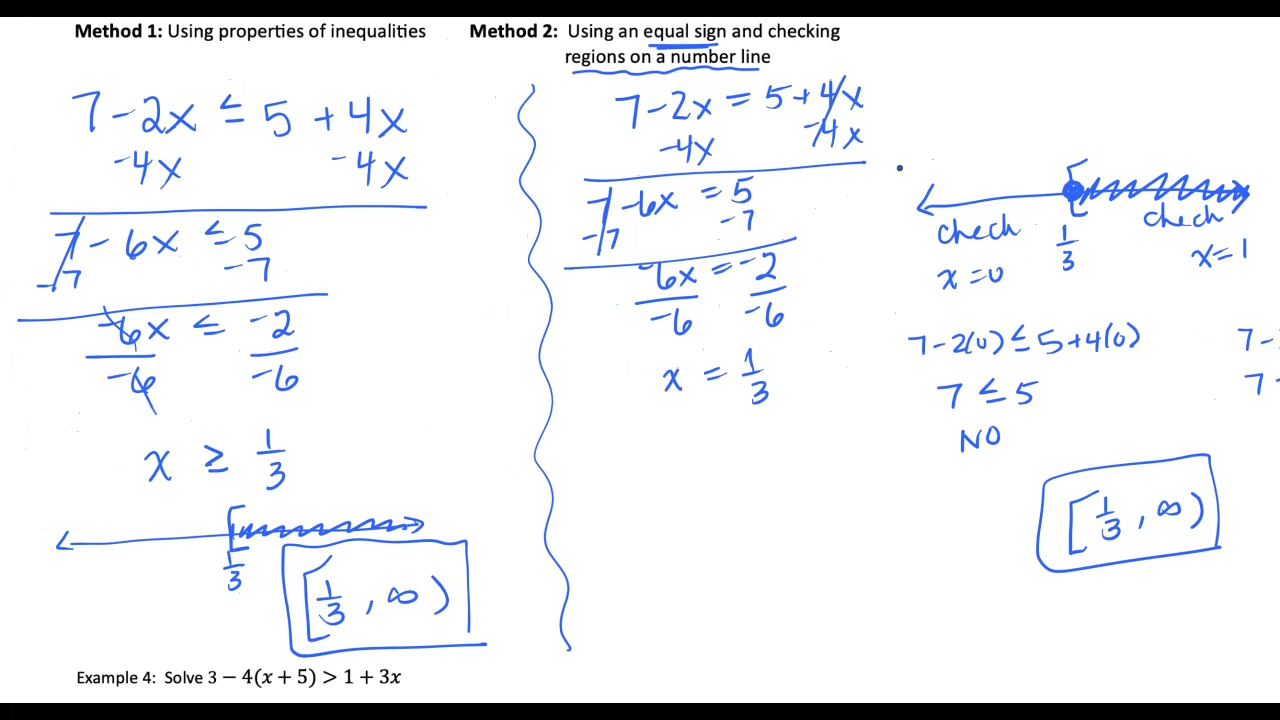 Method 1: Using properties of inequalities
7 - 2x ≤ 5 + 4x
-4x -4x
7 - 6x ≤ 5
-7 -7
-6x ≤ -2
-6 -6
x ≥ 1/3
1/3
[1/3, ∞)
Method 2: Using an equal sign and checking
regions on a number line
7 - 2x = 5 + 4x
-4x -4x
7 - 6x = 5
-7 -7
-6x = -2
-6 -6
x = 1/3
[
check 1/3 check
x = 0 x = 1
7 - 2(0) ≤ 5 + 4(0) 7 -
7 ≤ 5 7 -
NO
[1/3, ∞)
Example 4: Solve 3 − 4(x + 5) > 1 + 3x